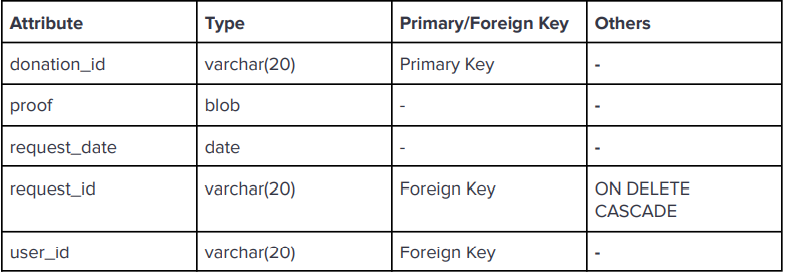 Attribute Type Primary/Foreign Key Others
donation_id varchar(20) Primary Key -
proof blob - -
request_date date - -
request_id varchar(20) Foreign Key ON DELETE
CASCADE
user_id varchar(20) Foreign Key -